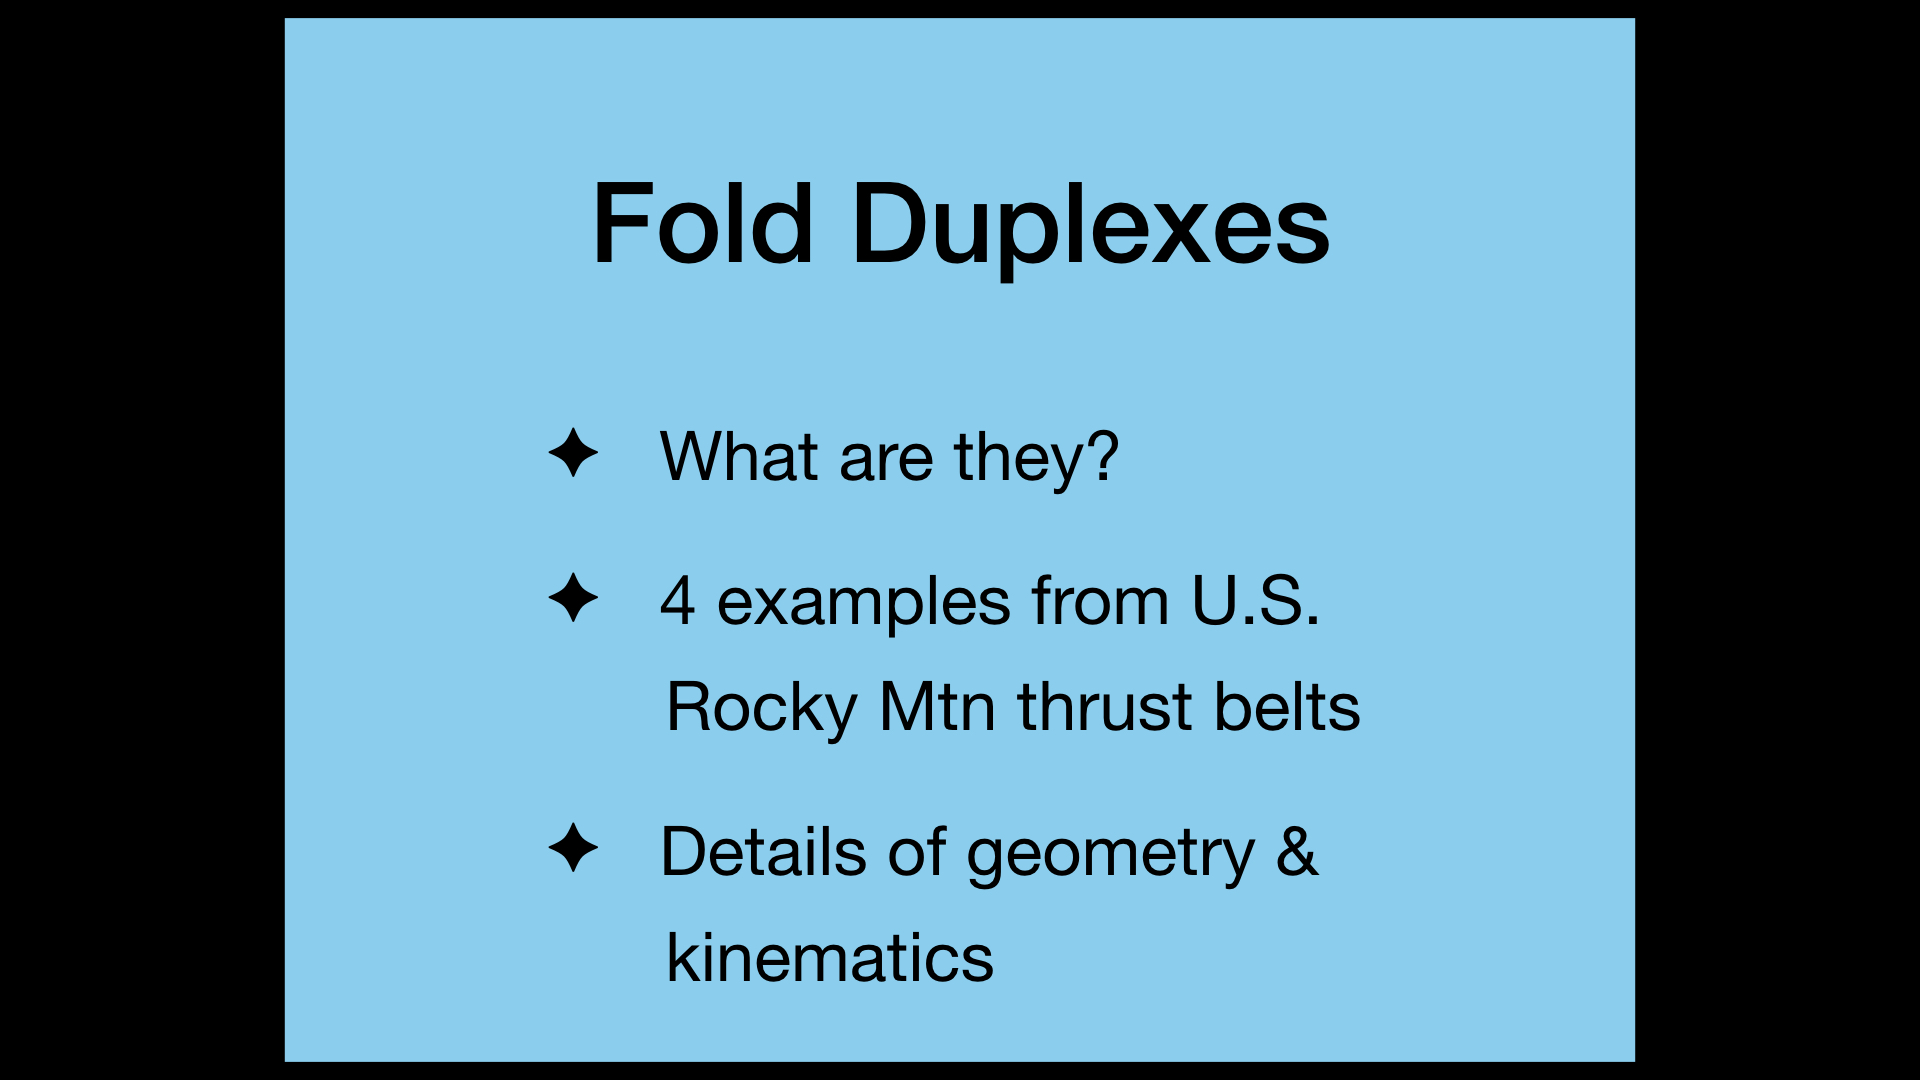 Fold Duplexes
✦ What are they?
✦ 4 examples from U.S.
Rocky Mtn thrust belts
✦ Details of geometry &
kinematics